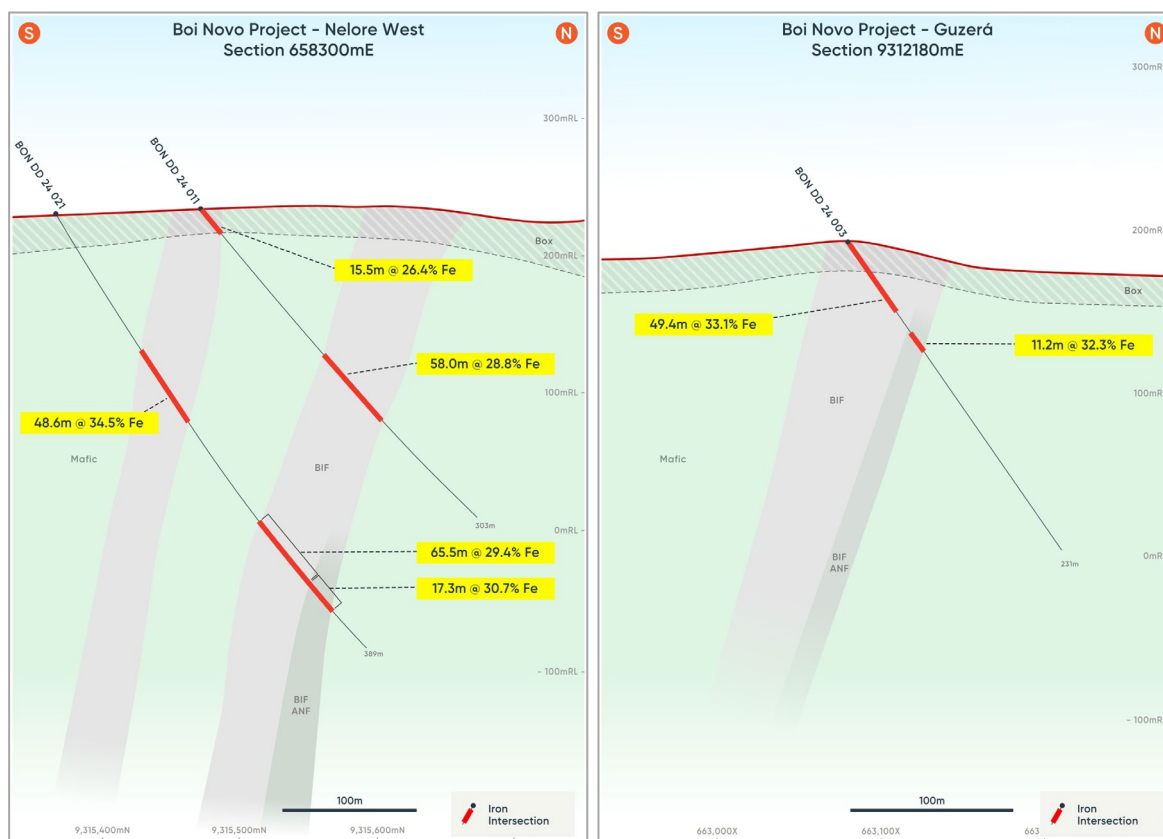 S
Boi Novo Project - Nelore West
Section 658300mE
N
300mRL
BON DD 24 021
BON DD 24 011
Box
200mRL
15.5m @ 26.4% Fe
58.0m @ 28.8% Fe
100mRL
48.6m @ 34.5% Fe
Mafic
BIF
303m
0mRL
65.5m @ 29.4% Fe
17.3m @ 30.7% Fe
389m
- 100mRL
BIF
ANF
100m
Iron
Intersection
9,315,400mN
9,315,500mN
9,315,600mN
S
Boi Novo Project - Guzerá
Section 9312180mE
N
300mR
BON DD 24 003
200mR
Box
49.4m @ 33.1% Fe
11.2m @ 32.3% Fe
100mR
BIF
Mafic
BIF
ANF
231m
0mR
- 100mR
100m
Iron
Intersection
663,000X
663,100X